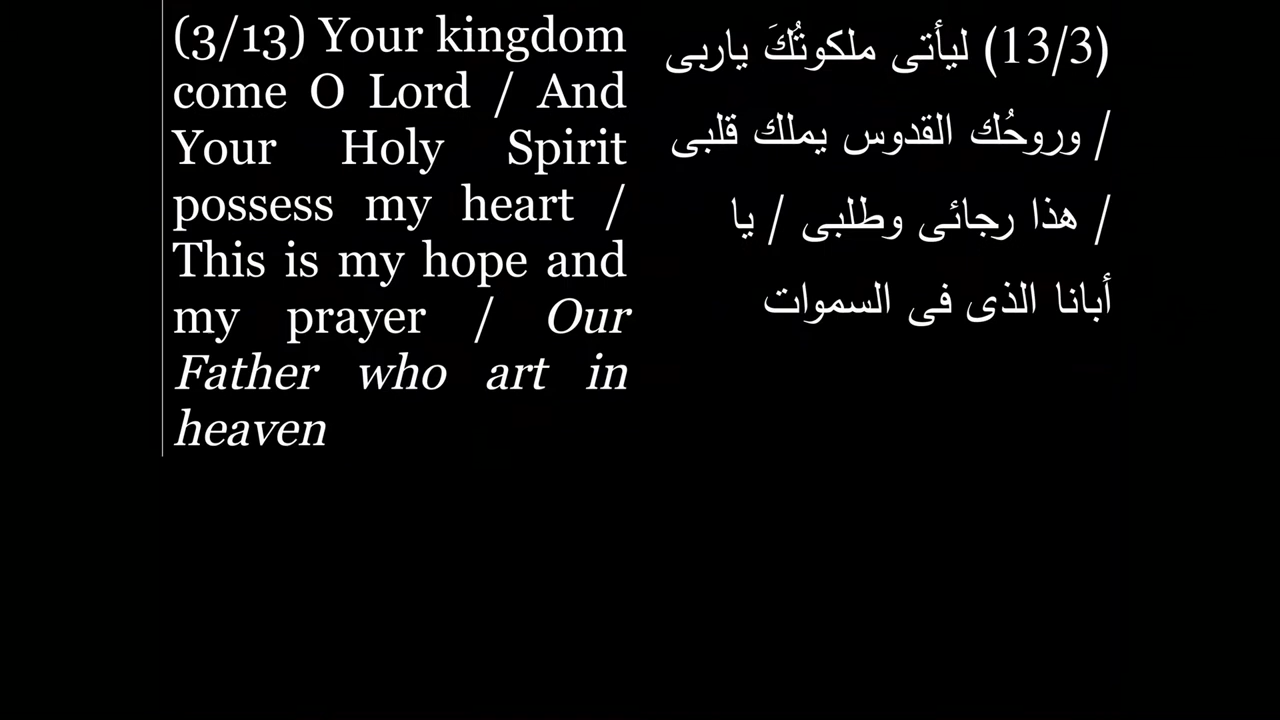 (3/13) Your kingdom
come O Lord / And
Your Holy Spirit
possess my heart /
This is my hope and
my prayer / Our
Father who art in
heaven
(13/3) ليأتى ملكوتُكَ ياربى
/ وروحُك القدوس يملك قلبى
/ هذا رجائى وطلبى / يا
أبانا الذى فى السموات